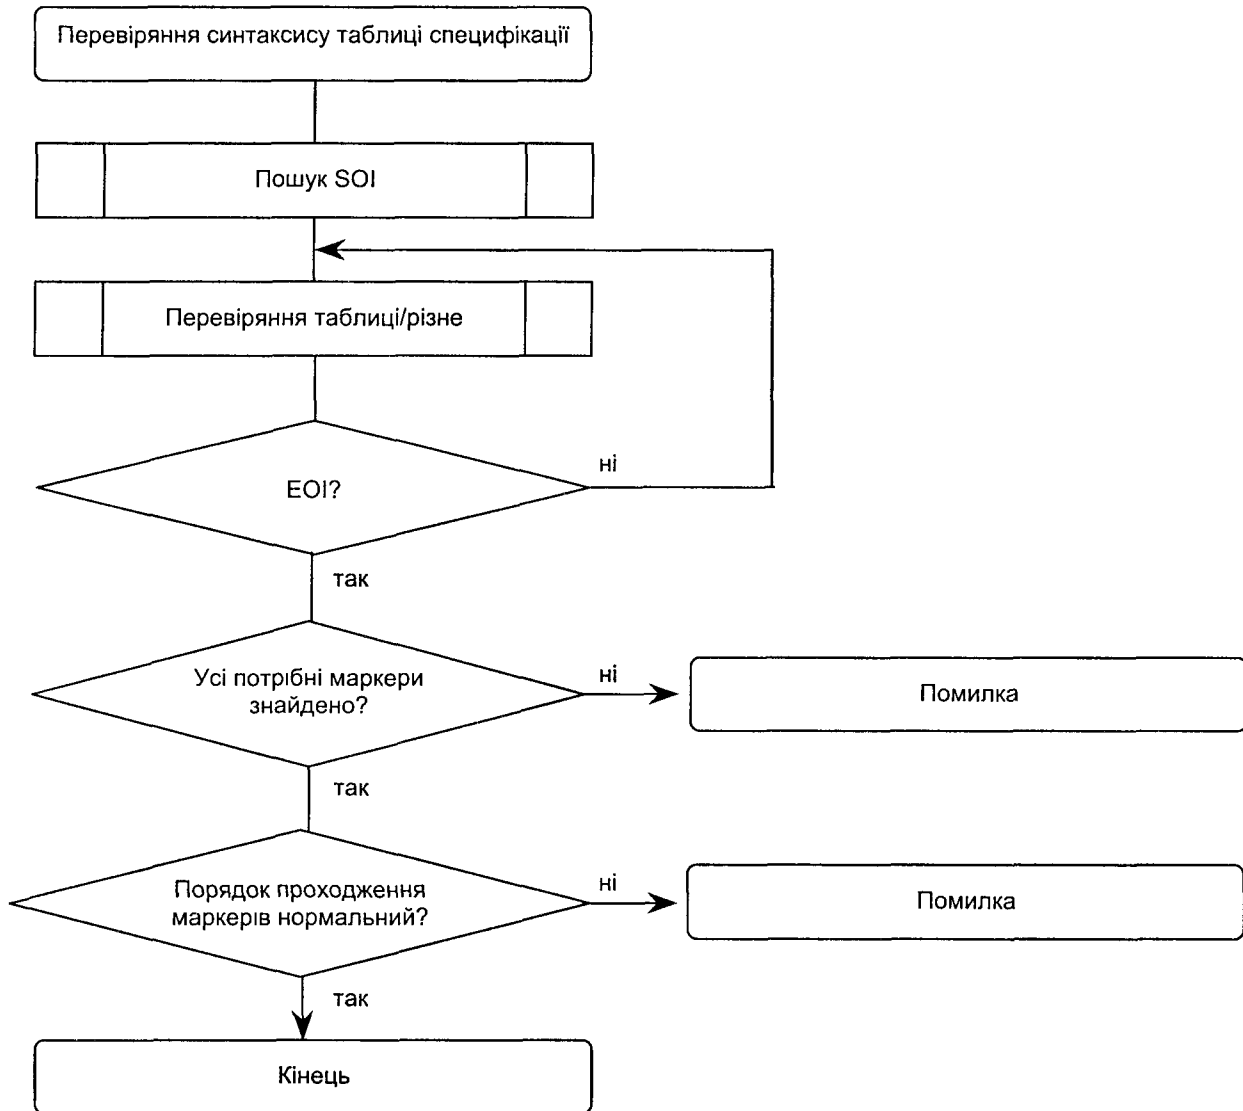 Перевіряння синтаксису таблиці специфікації
Пошук SOI
Перевіряння таблиці/різне
EOI?
ні
так
Усі потрібні маркери
знайдено?
ні
Помилка
так
Порядок проходження
маркерів нормальний?
ні
Помилка
так
Кінець